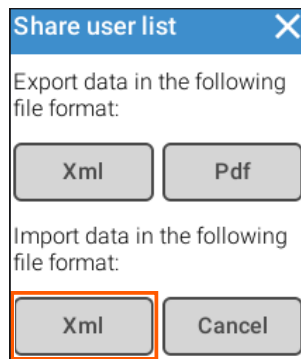 Share user list
Export data in the following
file format:
Xml Pdf
Import data in the following
file format:
Xml Cancel